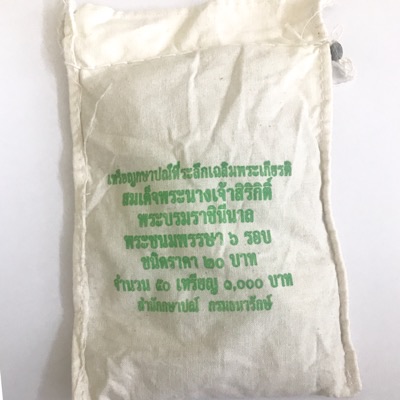 เหรียญกษาปณ์ที่ระลึกเฉลิมพระเกียรติ
สมเด็จพระนางเจ้าสิริกิติ์
พระบรมราชินีนาถ
พระชนมพรรษา ๖ รอบ
ชนิดราคา ๒๐ บาท
จำนวน ๕๐ เหรียญ ๑,๐๐๐ บาท
สำนักกษาปณ์ กรมธนารักษ์